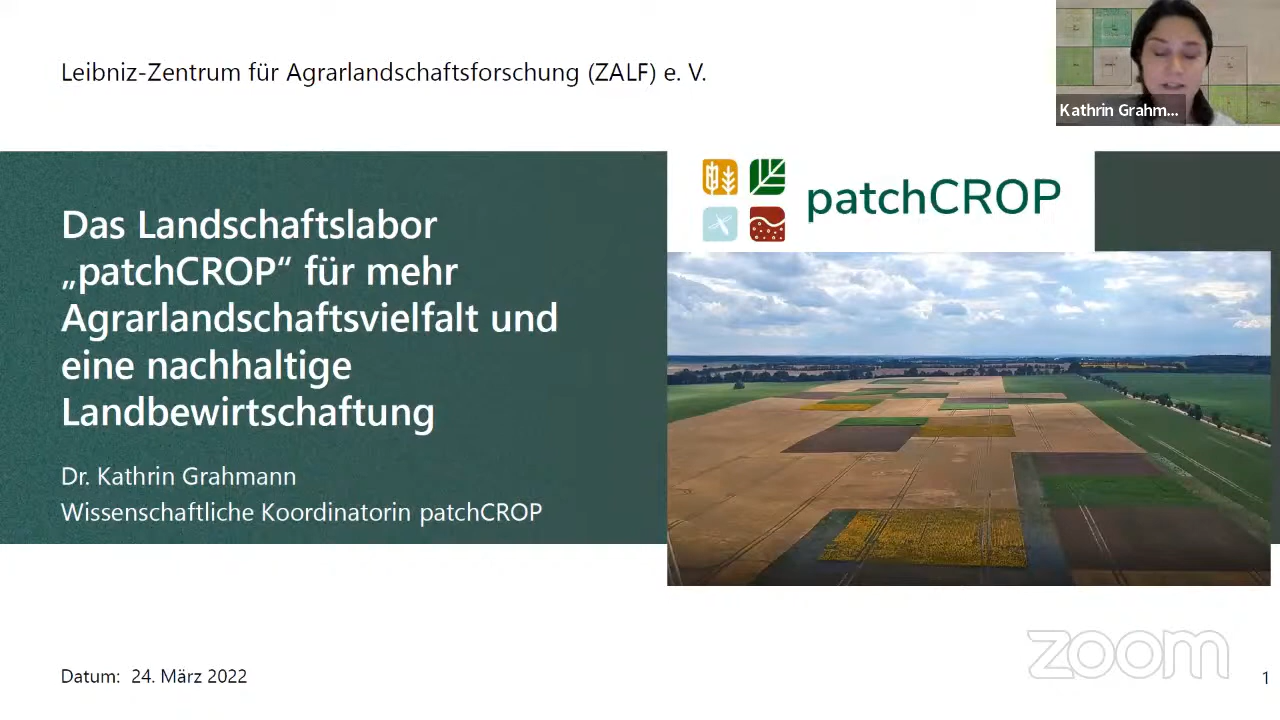 Leibniz-Zentrum für Agrarlandschaftsforschung (ZALF) e. V.
Kathrin Grahm...
patchCROP
Das Landschaftslabor
„patchCROP“ für mehr
Agrarlandschaftsvielfalt und
eine nachhaltige
Landbewirtschaftung
Dr. Kathrin Grahmann
Wissenschaftliche Koordinatorin patchCROP
zoom
Datum: 24. März 2022
1